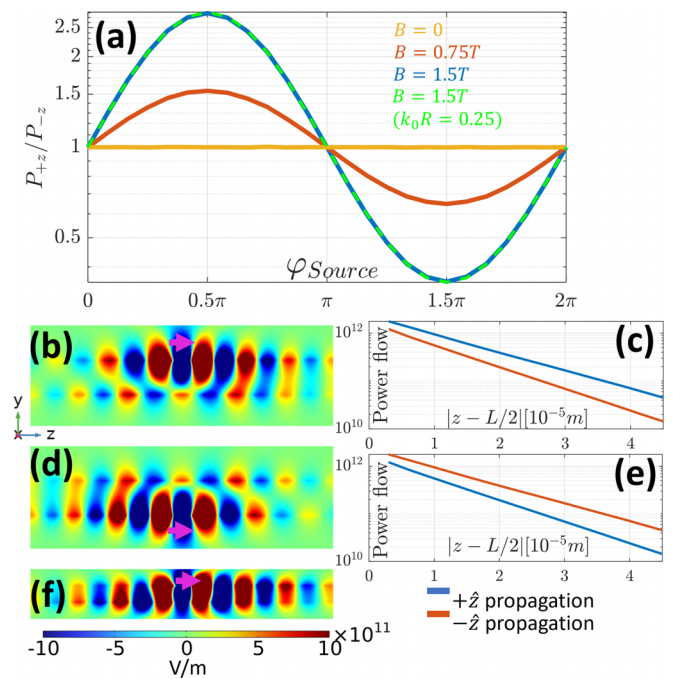 (a)
2.5
2
1.5
1
0.5
P+z/P−z
B = 0
B = 0.75T
B = 1.5T
B = 1.5T
(k0R = 0.25)
φSource
0 0.5π π 1.5π 2π
(b)
(c)
10^12
10^10
Power flow
|z − L/2|[10^−5m]
0 1 2 3 4
y
x z
(d)
(e)
10^12
10^10
Power flow
|z − L/2|[10^−5m]
0 1 2 3 4
(f)
+ẑ propagation
−ẑ propagation
-10 -5 0 5 10 ×10^11
V/m